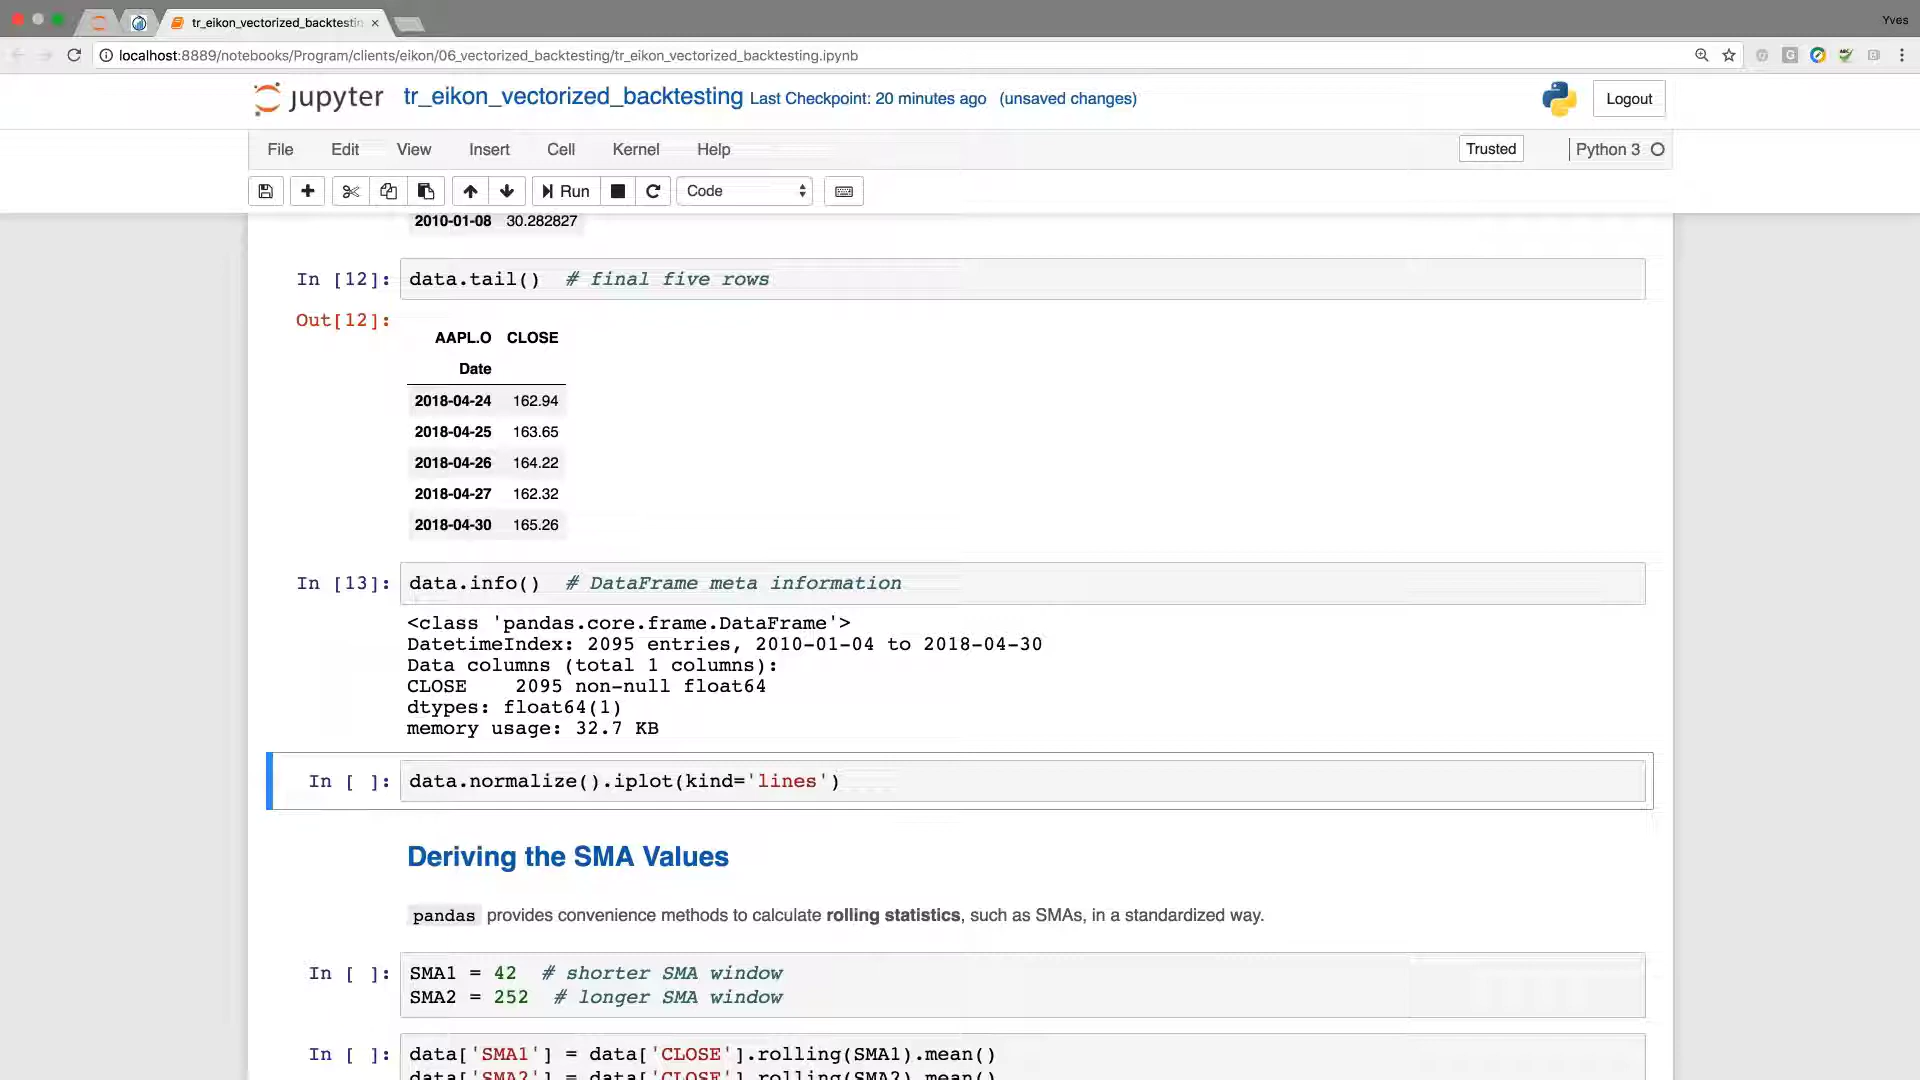 Yves
tr_eikon_vectorized_backtestin ×
localhost:8889/notebooks/Program/clients/eikon/06_vectorized_backtesting/tr_eikon_vectorized_backtesting.ipynb
jupyter tr_eikon_vectorized_backtesting Last Checkpoint: 20 minutes ago (unsaved changes) Logout
File Edit View Insert Cell Kernel Help Trusted Python 3
Run Code
2010-01-08 30.282827
In [12]: data.tail()  # final five rows
Out[12]:
AAPL.O CLOSE
Date
2018-04-24 162.94
2018-04-25 163.65
2018-04-26 164.22
2018-04-27 162.32
2018-04-30 165.26
In [13]: data.info()  # DataFrame meta information
<class 'pandas.core.frame.DataFrame'>
DatetimeIndex: 2095 entries, 2010-01-04 to 2018-04-30
Data columns (total 1 columns):
CLOSE    2095 non-null float64
dtypes: float64(1)
memory usage: 32.7 KB
In [ ]: data.normalize().iplot(kind='lines')
Deriving the SMA Values
pandas provides convenience methods to calculate rolling statistics, such as SMAs, in a standardized way.
In [ ]: SMA1 = 42  # shorter SMA window
SMA2 = 252  # longer SMA window
In [ ]: data['SMA1'] = data['CLOSE'].rolling(SMA1).mean()
data['SMA2'] = data['CLOSE'].rolling(SMA2).mean()